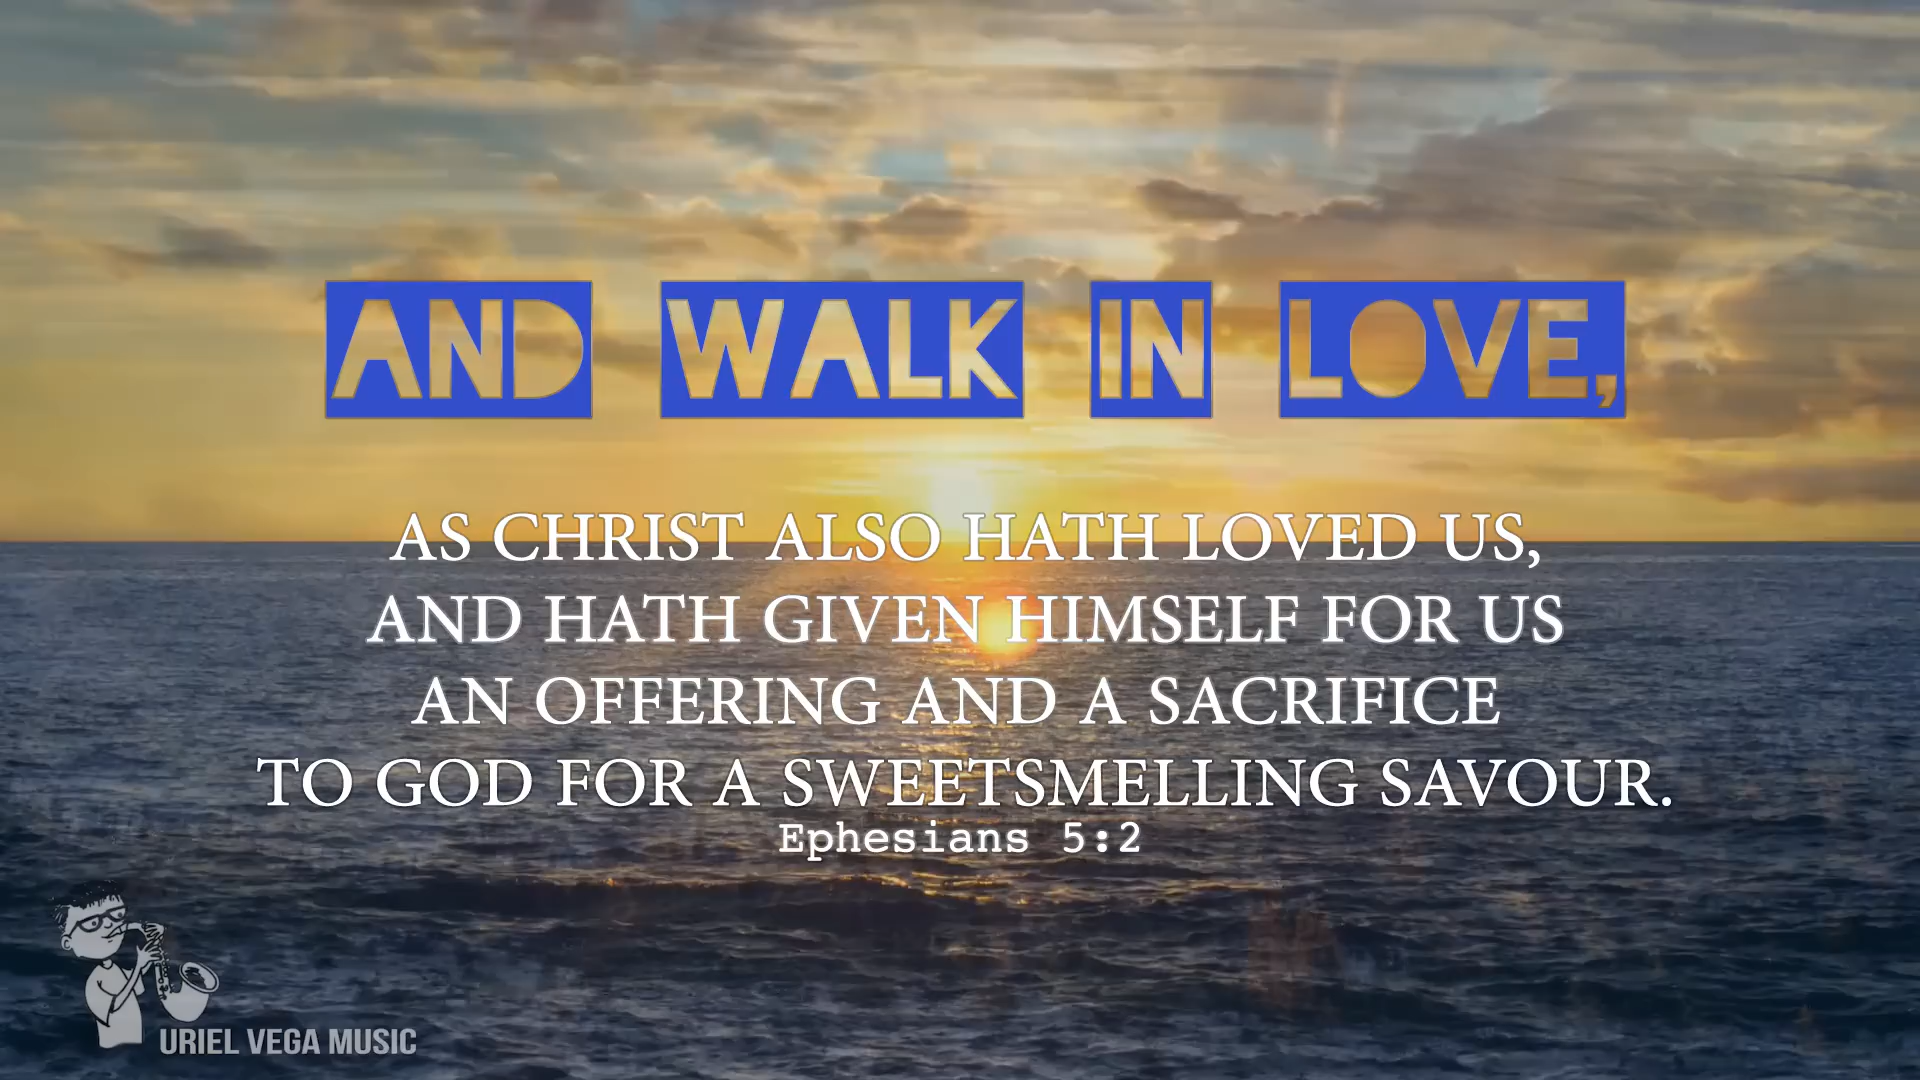 AND WALK IN LOVE,
AS CHRIST ALSO HATH LOVED US,
AND HATH GIVEN HIMSELF FOR US
AN OFFERING AND A SACRIFICE
TO GOD FOR A SWEETSMELLING SAVOUR.
Ephesians 5:2
URIEL VEGA MUSIC